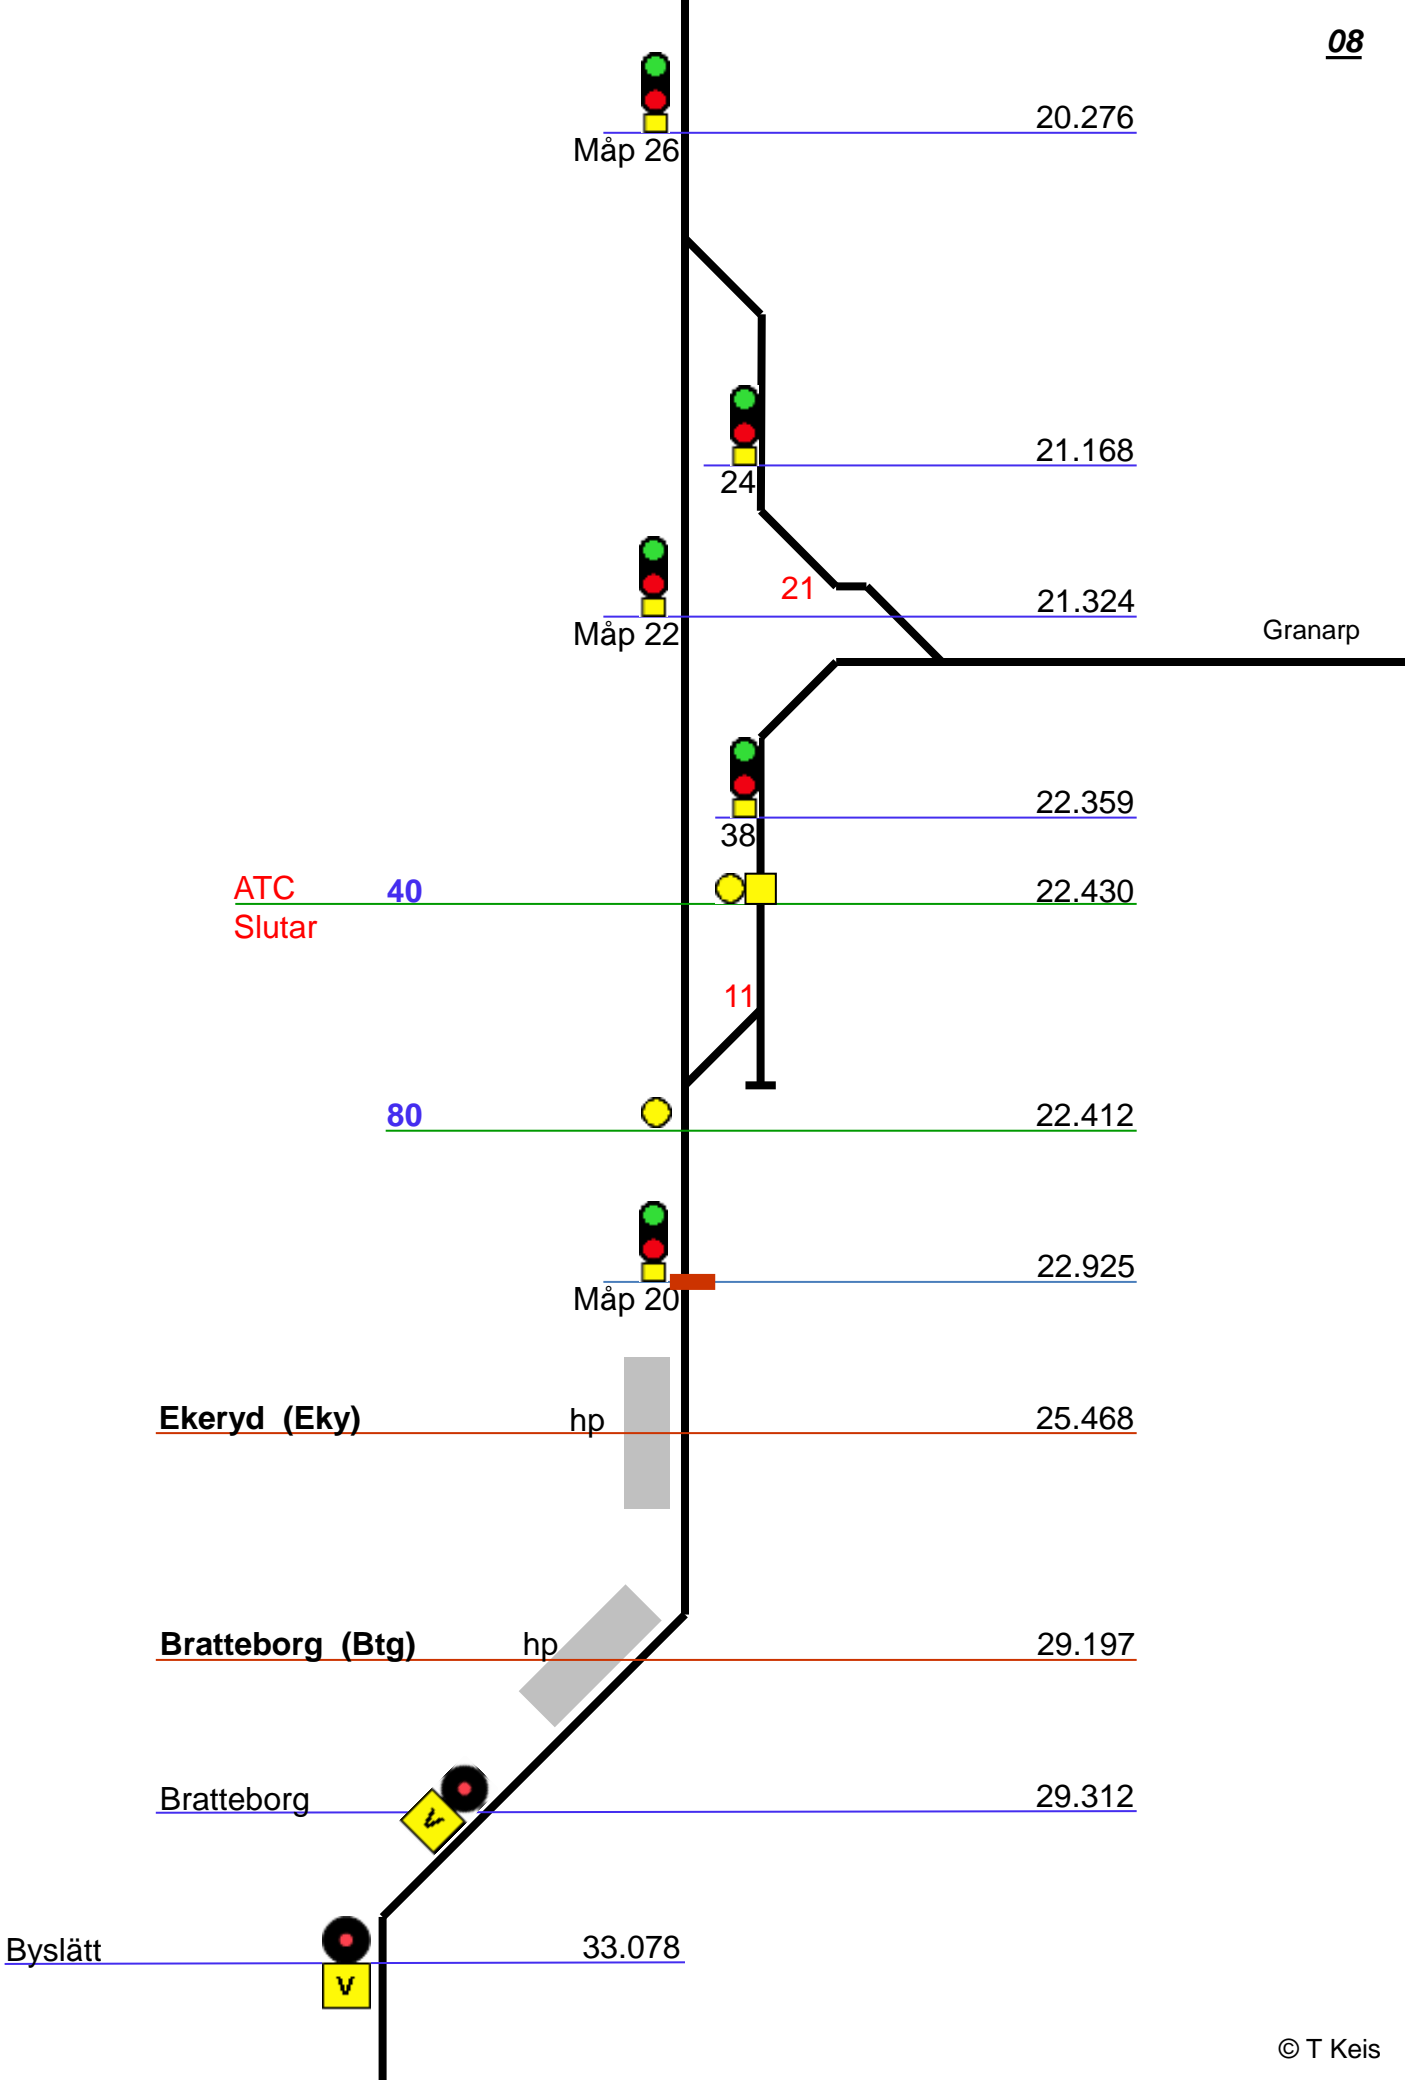 08
20.276
Måp 26
21.168
24
21
21.324
Måp 22
Granarp
22.359
38
ATC 40 22.430
Slutar
11
80 22.412
22.925
Måp 20
Ekeryd (Eky) hp 25.468
Bratteborg (Btg) hp 29.197
Bratteborg 29.312
V
Byslätt 33.078
V
© T Keis